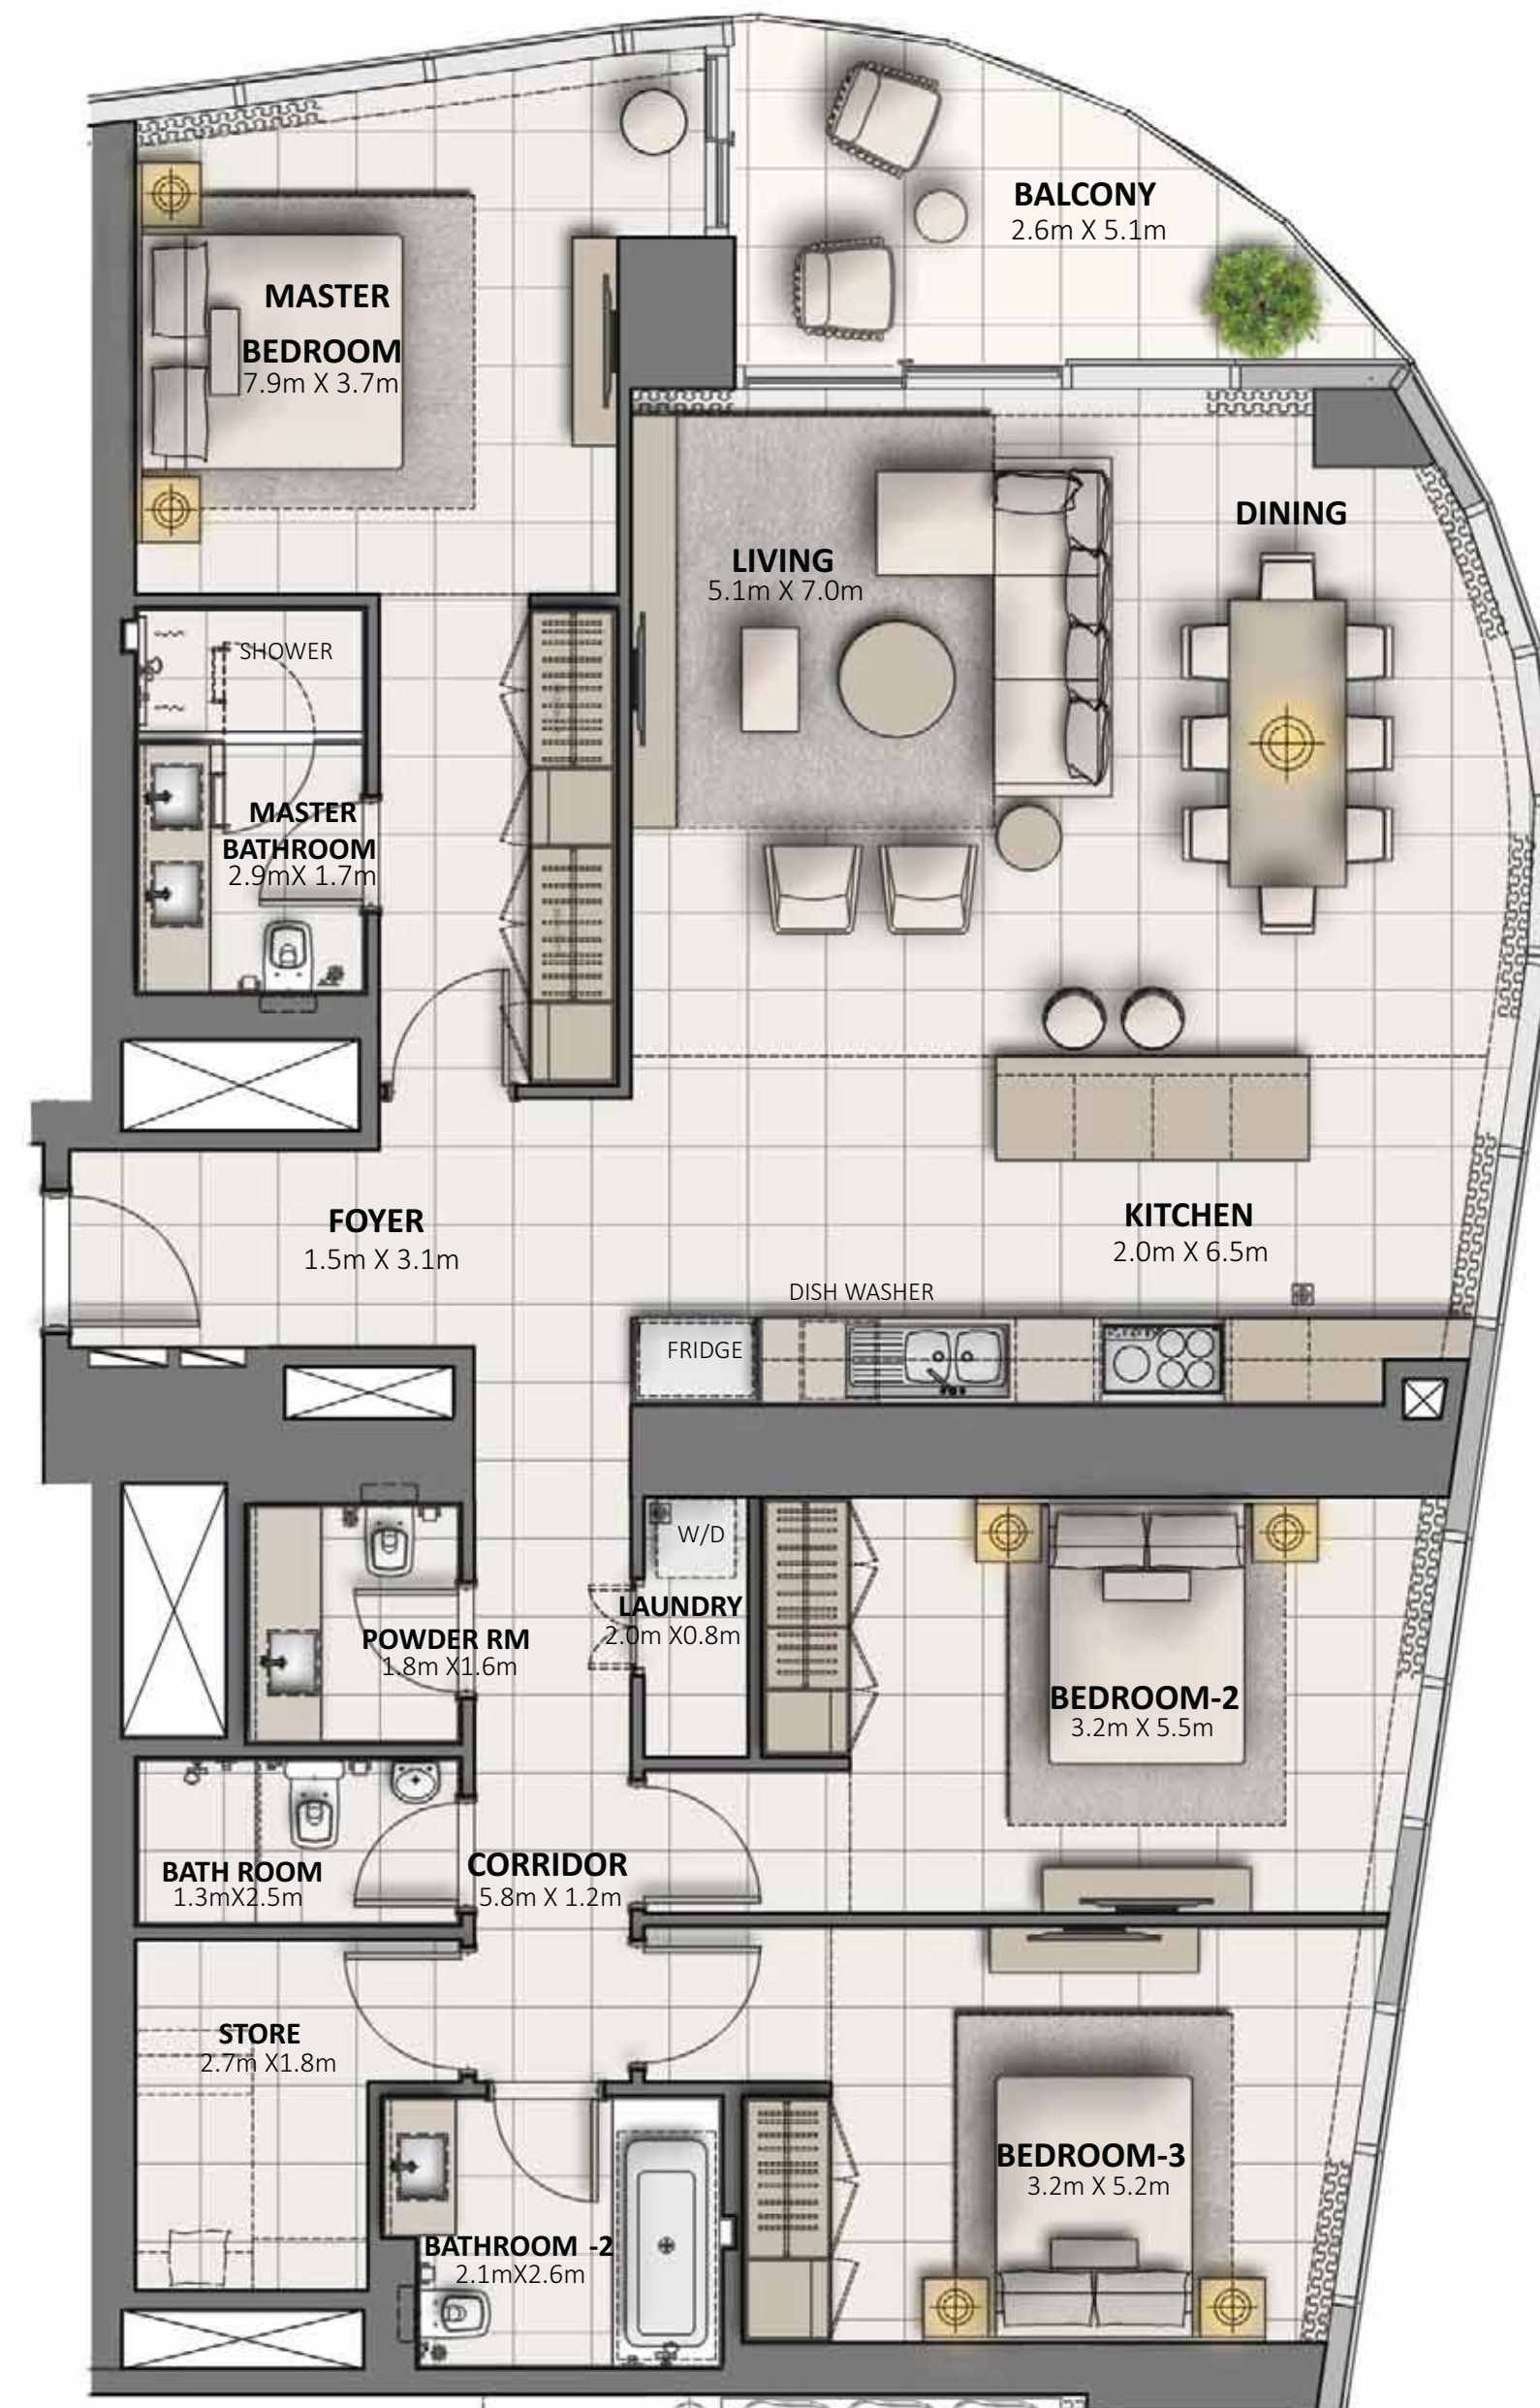 BALCONY
2.6m X 5.1m
MASTER
BEDROOM
7.9m X 3.7m
DINING
LIVING
5.1m X 7.0m
SHOWER
MASTER
BATHROOM
2.9mX 1.7m
FOYER
1.5m X 3.1m
KITCHEN
2.0m X 6.5m
DISH WASHER
FRIDGE
W/D
LAUNDRY
2.0m X0.8m
POWDER RM
1.8m X1.6m
BEDROOM-2
3.2m X 5.5m
BATH ROOM
1.3mX2.5m
CORRIDOR
5.8m X 1.2m
STORE
2.7m X1.8m
BEDROOM-3
3.2m X 5.2m
BATHROOM -2
2.1mX2.6m